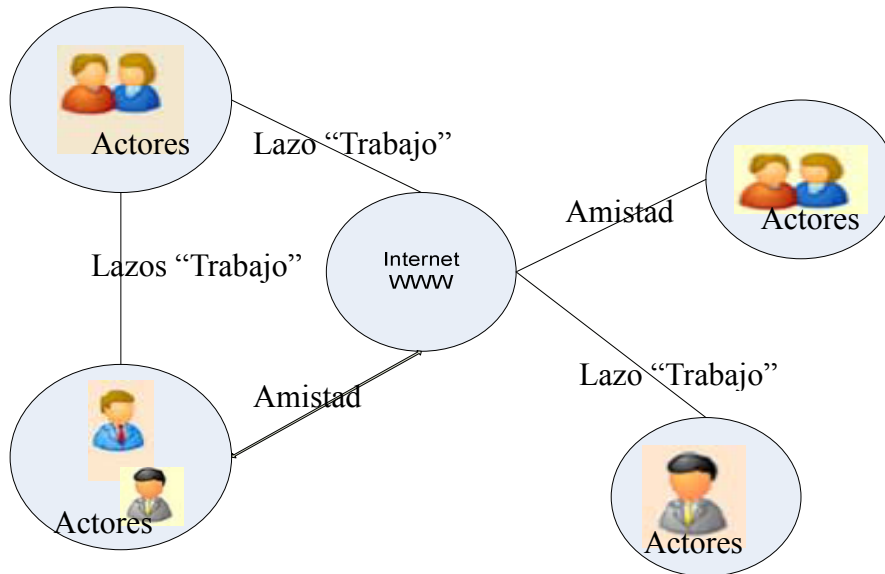 Actores
Lazo “Trabajo”
Amistad
Actores
Internet
WWW
Lazos “Trabajo”
Amistad
Lazo “Trabajo”
Actores
Actores